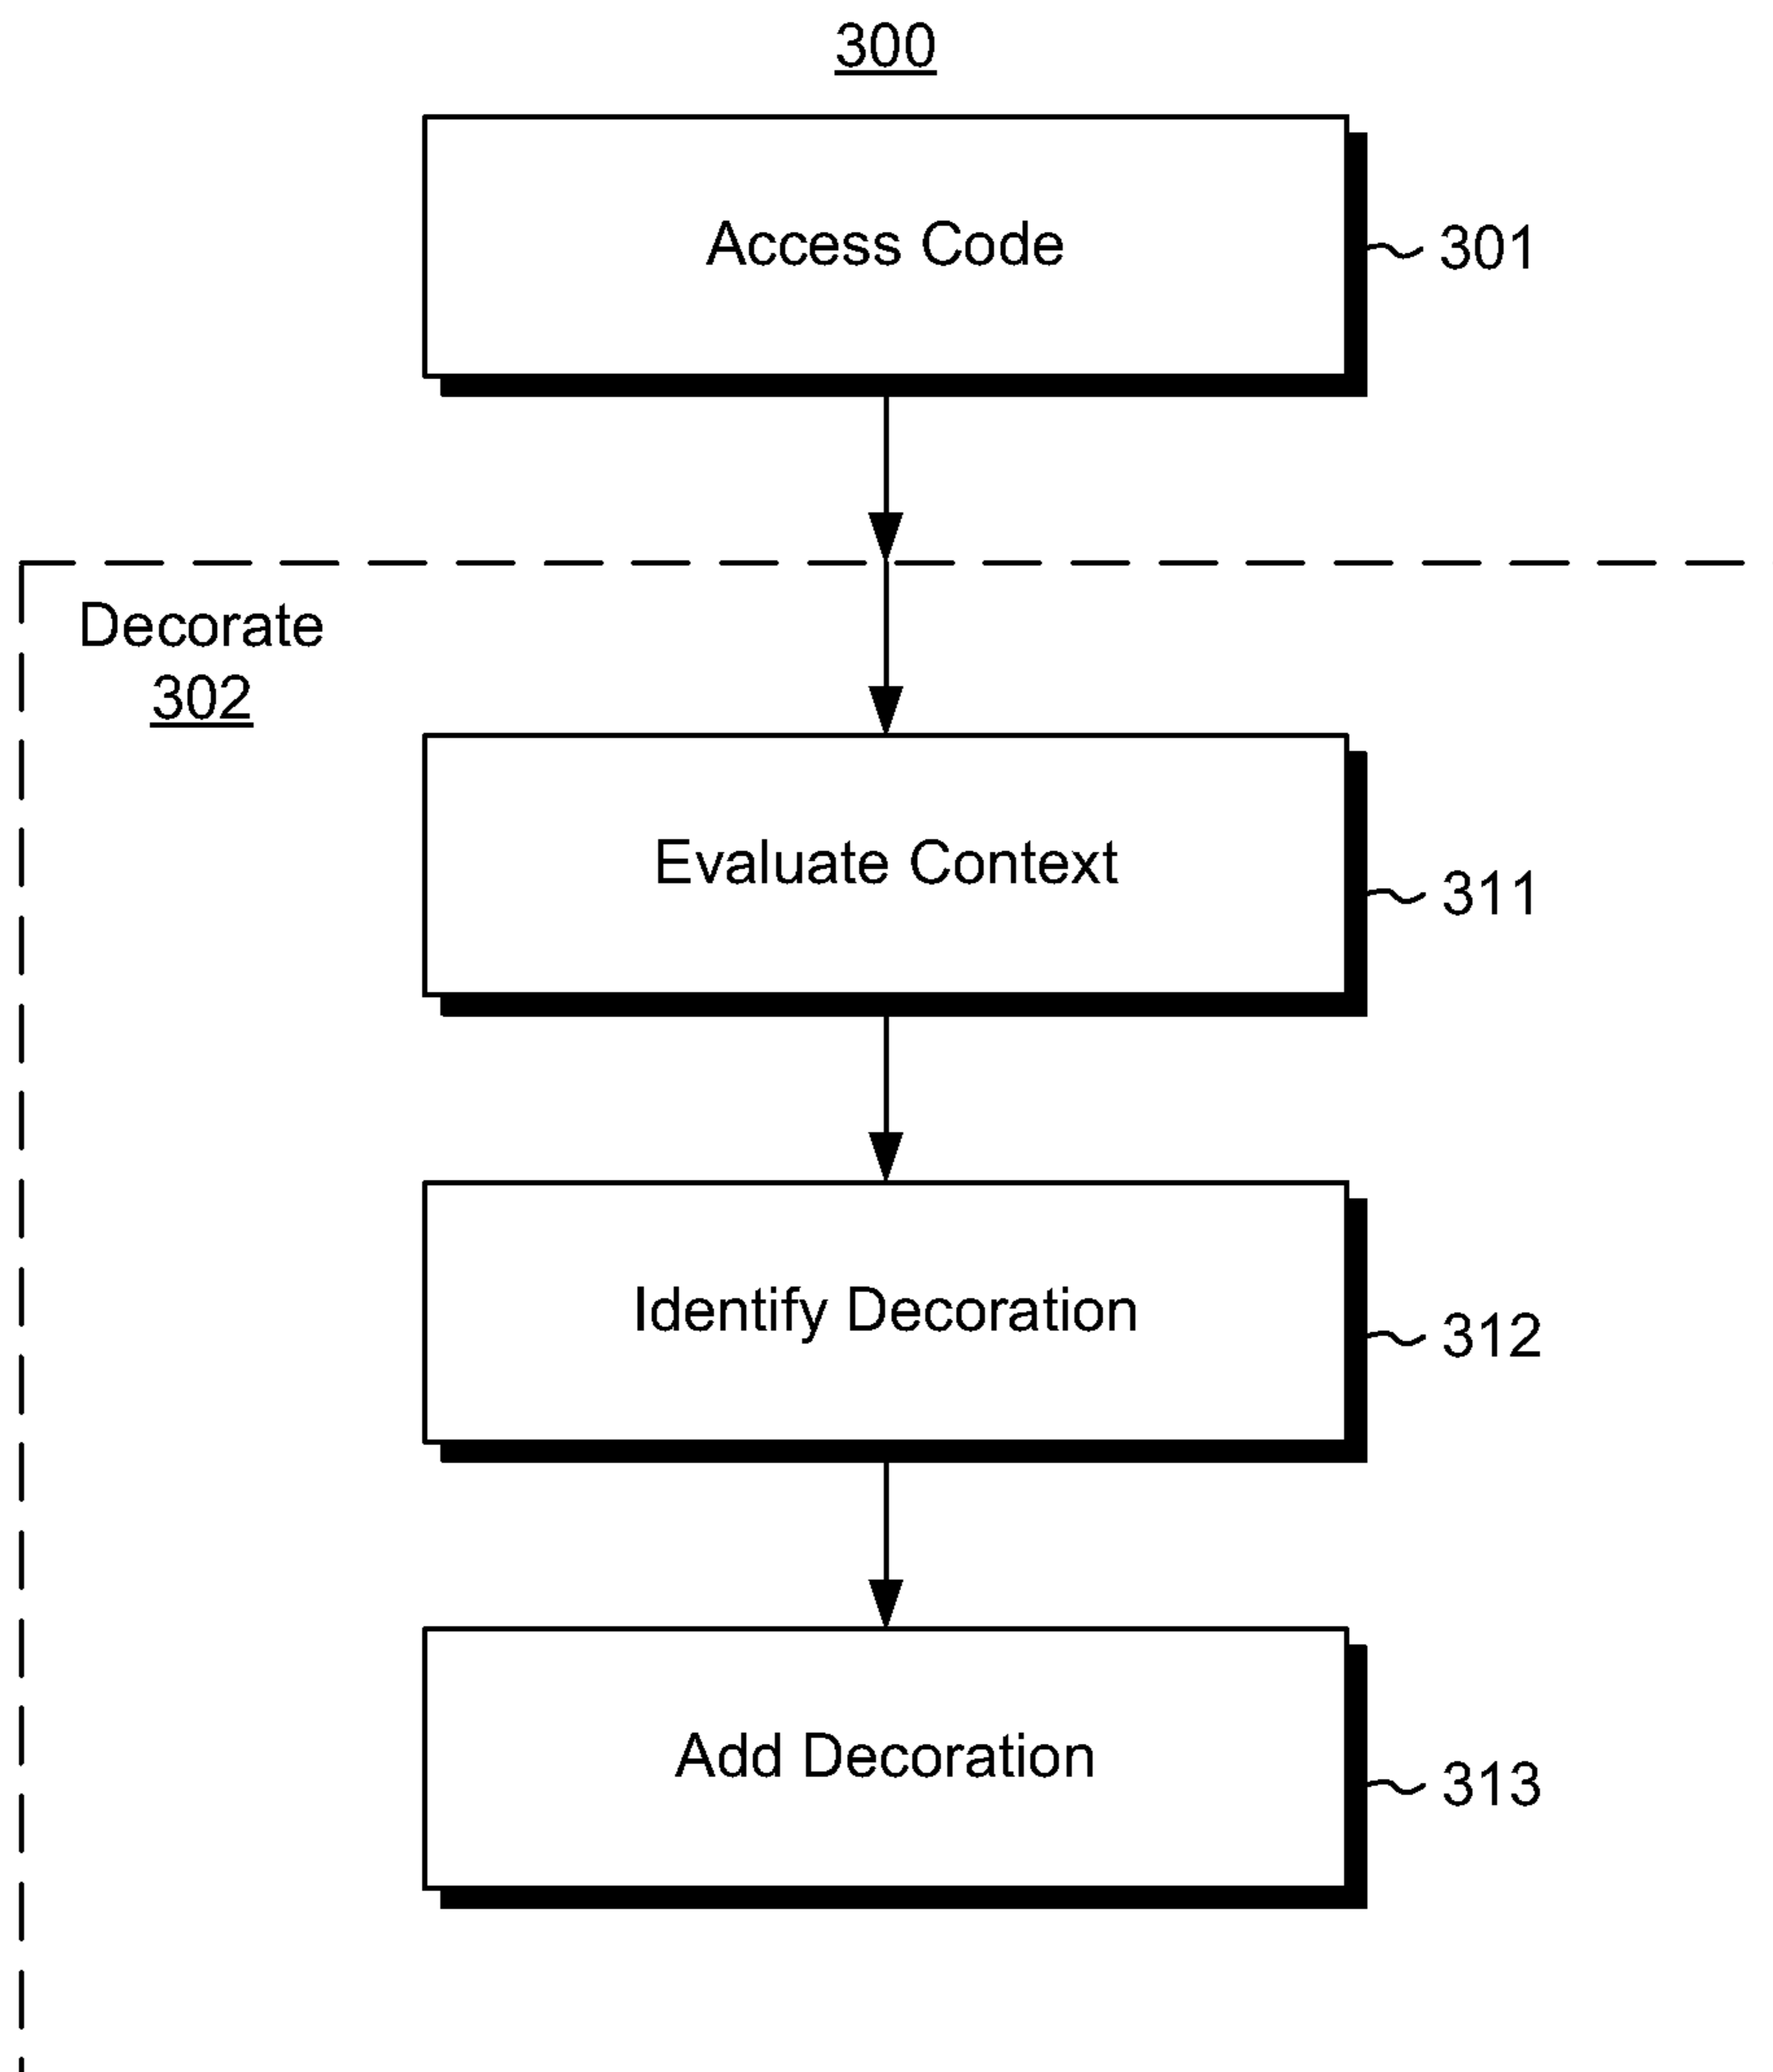 300
Access Code
301
Decorate
302
Evaluate Context
311
Identify Decoration
312
Add Decoration
313